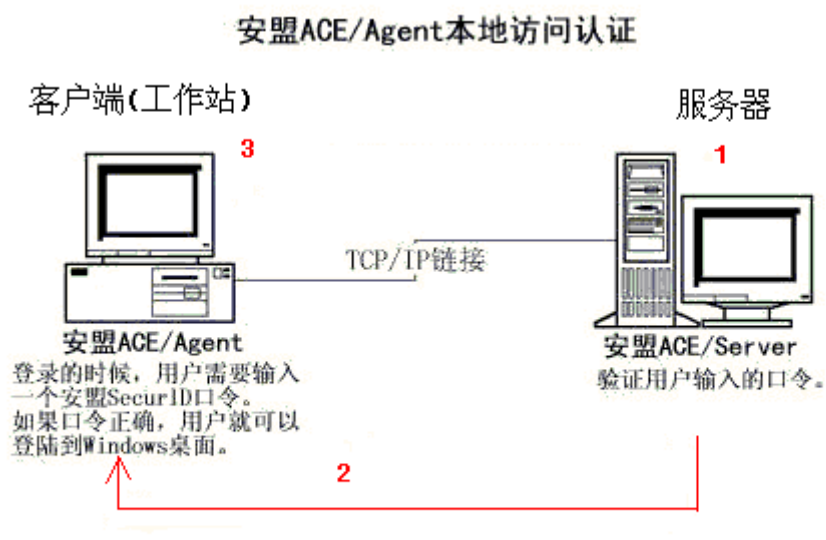 安盟ACE/Agent本地访问认证
客户端(工作站)
服务器
3
1
TCP/IP链接
安盟ACE/Agent
登录的时候，用户需要输入
一个安盟SecurID口令。
如果口令正确，用户就可以
登陆到Windows桌面。
安盟ACE/Server
验证用户输入的口令。
2